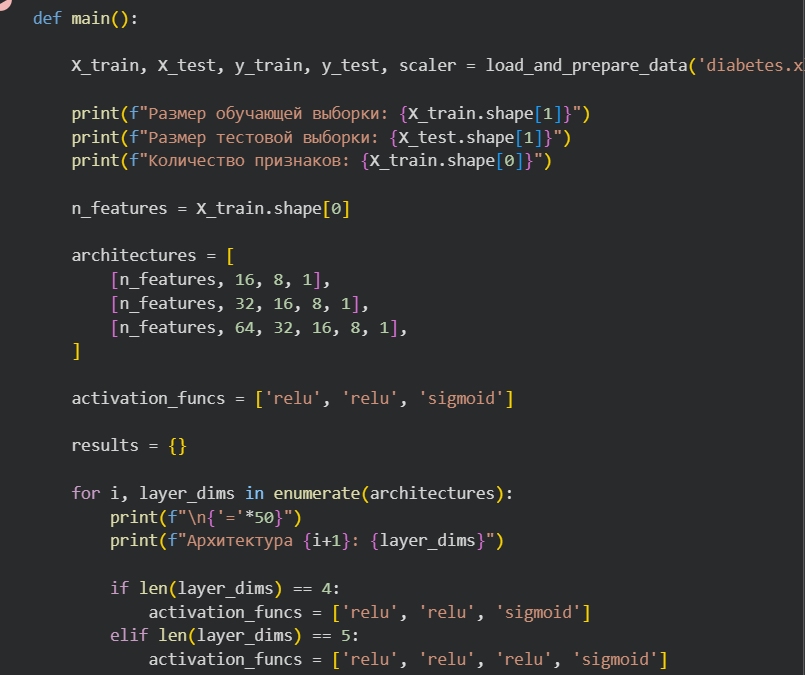 def main():
X_train, X_test, y_train, y_test, scaler = load_and_prepare_data('diabetes.x
print(f"Размер обучающей выборки: {X_train.shape[1]}")
print(f"Размер тестовой выборки: {X_test.shape[1]}")
print(f"Количество признаков: {X_train.shape[0]}")
n_features = X_train.shape[0]
architectures = [
[n_features, 16, 8, 1],
[n_features, 32, 16, 8, 1],
[n_features, 64, 32, 16, 8, 1],
]
activation_funcs = ['relu', 'relu', 'sigmoid']
results = {}
for i, layer_dims in enumerate(architectures):
print(f"\n{'='*50}")
print(f"Архитектура {i+1}: {layer_dims}")
if len(layer_dims) == 4:
activation_funcs = ['relu', 'relu', 'sigmoid']
elif len(layer_dims) == 5:
activation_funcs = ['relu', 'relu', 'relu', 'sigmoid']